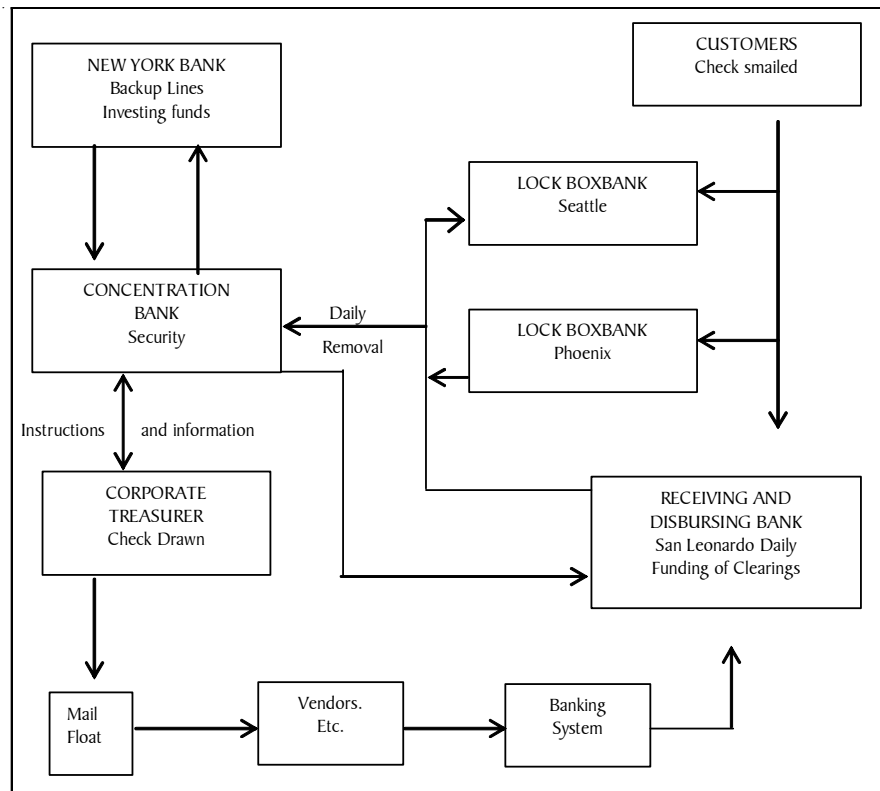 NEW YORK BANK
Backup Lines
Investing funds
CUSTOMERS
Check smailed
LOCK BOXBANK
Seattle
CONCENTRATION
BANK
Security
Daily
Removal
LOCK BOXBANK
Phoenix
Instructions and information
CORPORATE
TREASURER
Check Drawn
RECEIVING AND
DISBURSING BANK
San Leonardo Daily
Funding of Clearings
Mail
Float
Vendors.
Etc.
Banking
System